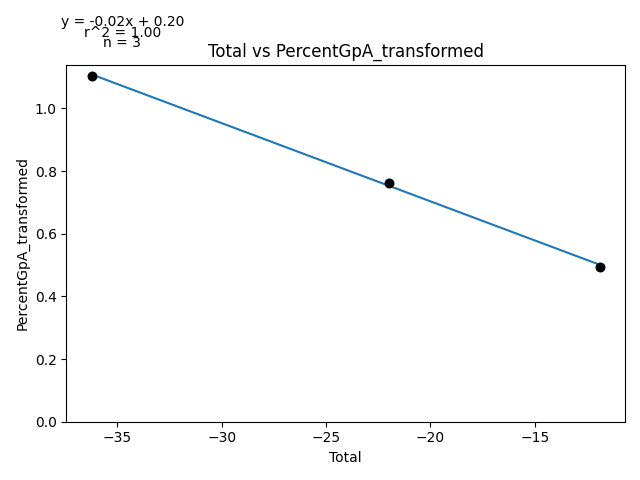 y = -0.02x + 0.20
r^2 = 1.00
n = 3
Total vs PercentGpA_transformed
PercentGpA_transformed
1.0
0.8
0.6
0.4
0.2
0.0
−35
−30
−25
−20
−15
Total